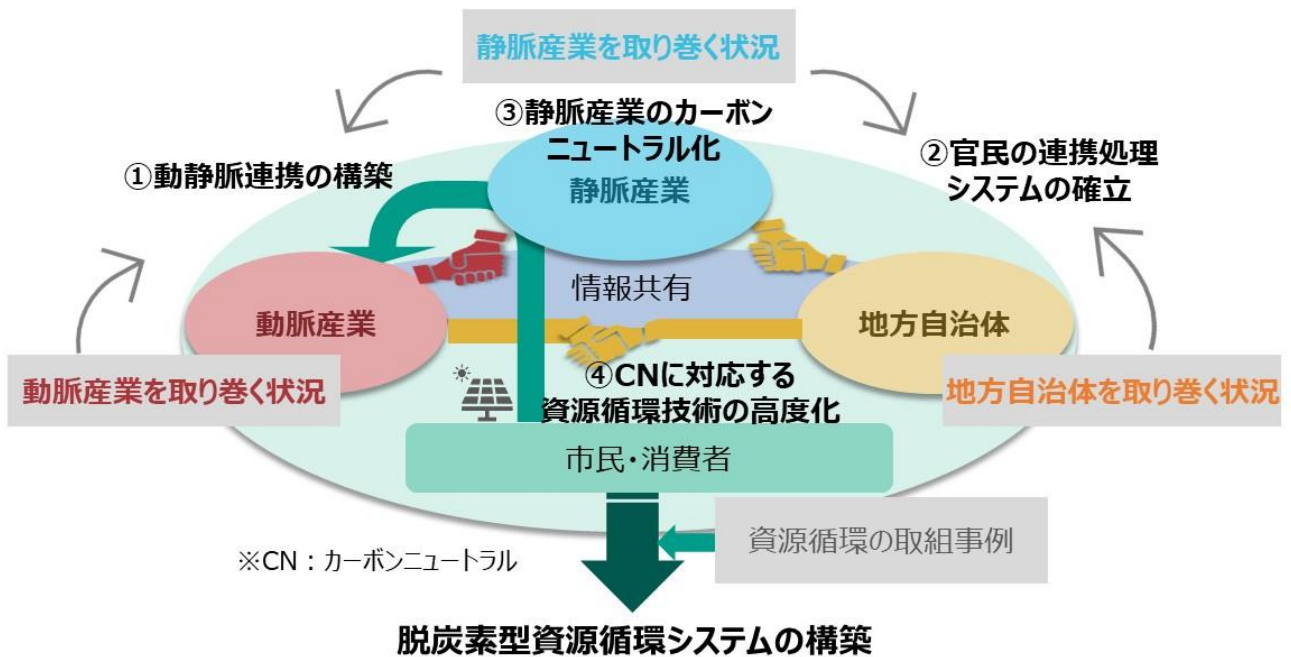 静脈産業を取り巻く状況
③静脈産業のカーボン
ニュートラル化
静脈産業
①動静脈連携の構築
②官民の連携処理
システムの確立
情報共有
動脈産業
地方自治体
動脈産業を取り巻く状況
④CNに対応する
資源循環技術の高度化
地方自治体を取り巻く状況
市民・消費者
資源循環の取組事例
※CN：カーボンニュートラル
脱炭素型資源循環システムの構築